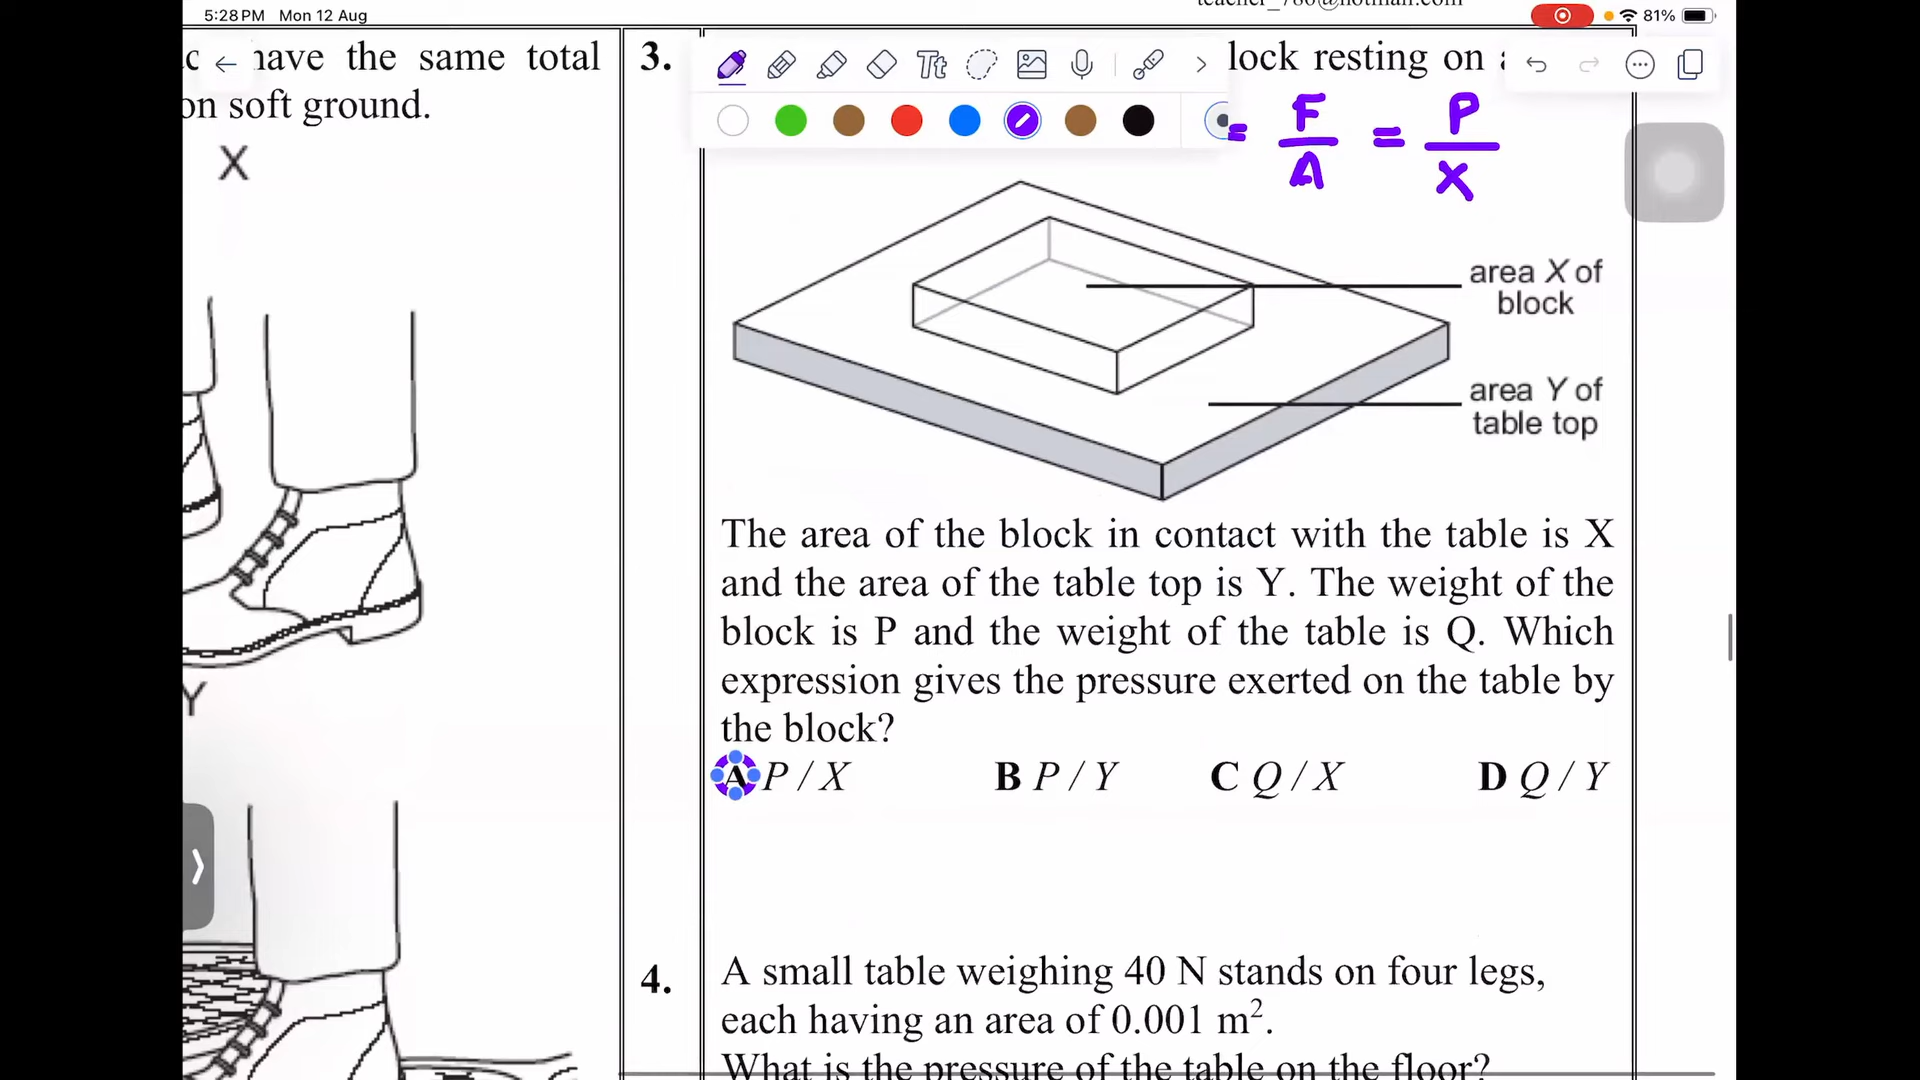 5:28 PM Mon 12 Aug
81%
have the same total
on soft ground.
X
Y
3.
lock resting on
Tt
= F / A = P / X
area X of
block
area Y of
table top
The area of the block in contact with the table is X
and the area of the table top is Y. The weight of the
block is P and the weight of the table is Q. Which
expression gives the pressure exerted on the table by
the block?
A P / X B P / Y C Q / X D Q / Y
4.
A small table weighing 40 N stands on four legs,
each having an area of 0.001 m².
What is the pressure of the table on the floor?